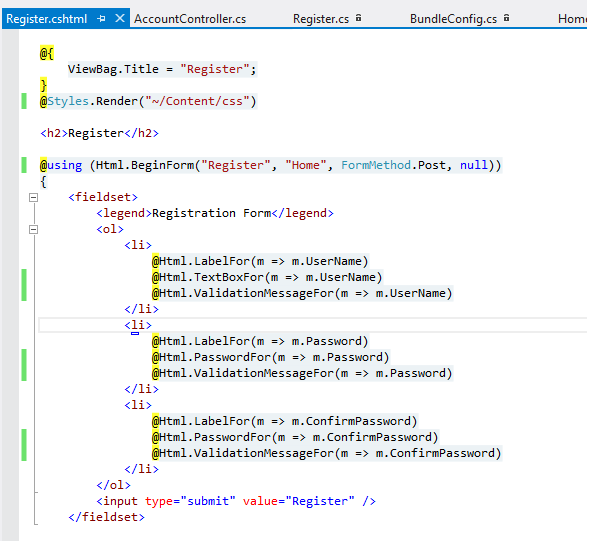 Register.cshtml AccountController.cs Register.cs BundleConfig.cs Home
@{
    ViewBag.Title = "Register";
}
@Styles.Render("~/Content/css")
<h2>Register</h2>
@using (Html.BeginForm("Register", "Home", FormMethod.Post, null))
{
    <fieldset>
        <legend>Registration Form</legend>
        <ol>
            <li>
                @Html.LabelFor(m => m.UserName)
                @Html.TextBoxFor(m => m.UserName)
                @Html.ValidationMessageFor(m => m.UserName)
            </li>
            <li>
                @Html.LabelFor(m => m.Password)
                @Html.PasswordFor(m => m.Password)
                @Html.ValidationMessageFor(m => m.Password)
            </li>
            <li>
                @Html.LabelFor(m => m.ConfirmPassword)
                @Html.PasswordFor(m => m.ConfirmPassword)
                @Html.ValidationMessageFor(m => m.ConfirmPassword)
            </li>
        </ol>
        <input type="submit" value="Register" />
    </fieldset>